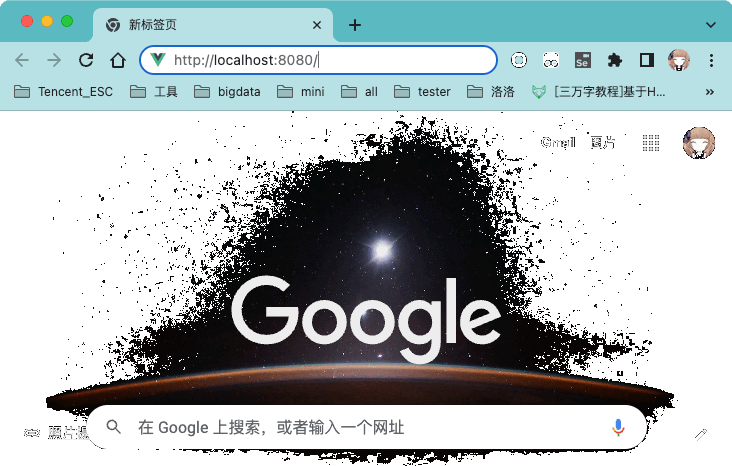 新标签页
http://localhost:8080/
Se
Tencent_ESC 工具 bigdata mini all tester 洛洛 [三万字教程]基于H...
Gmail 图片
Google
在 Google 上搜索，或者输入一个网址
照片提